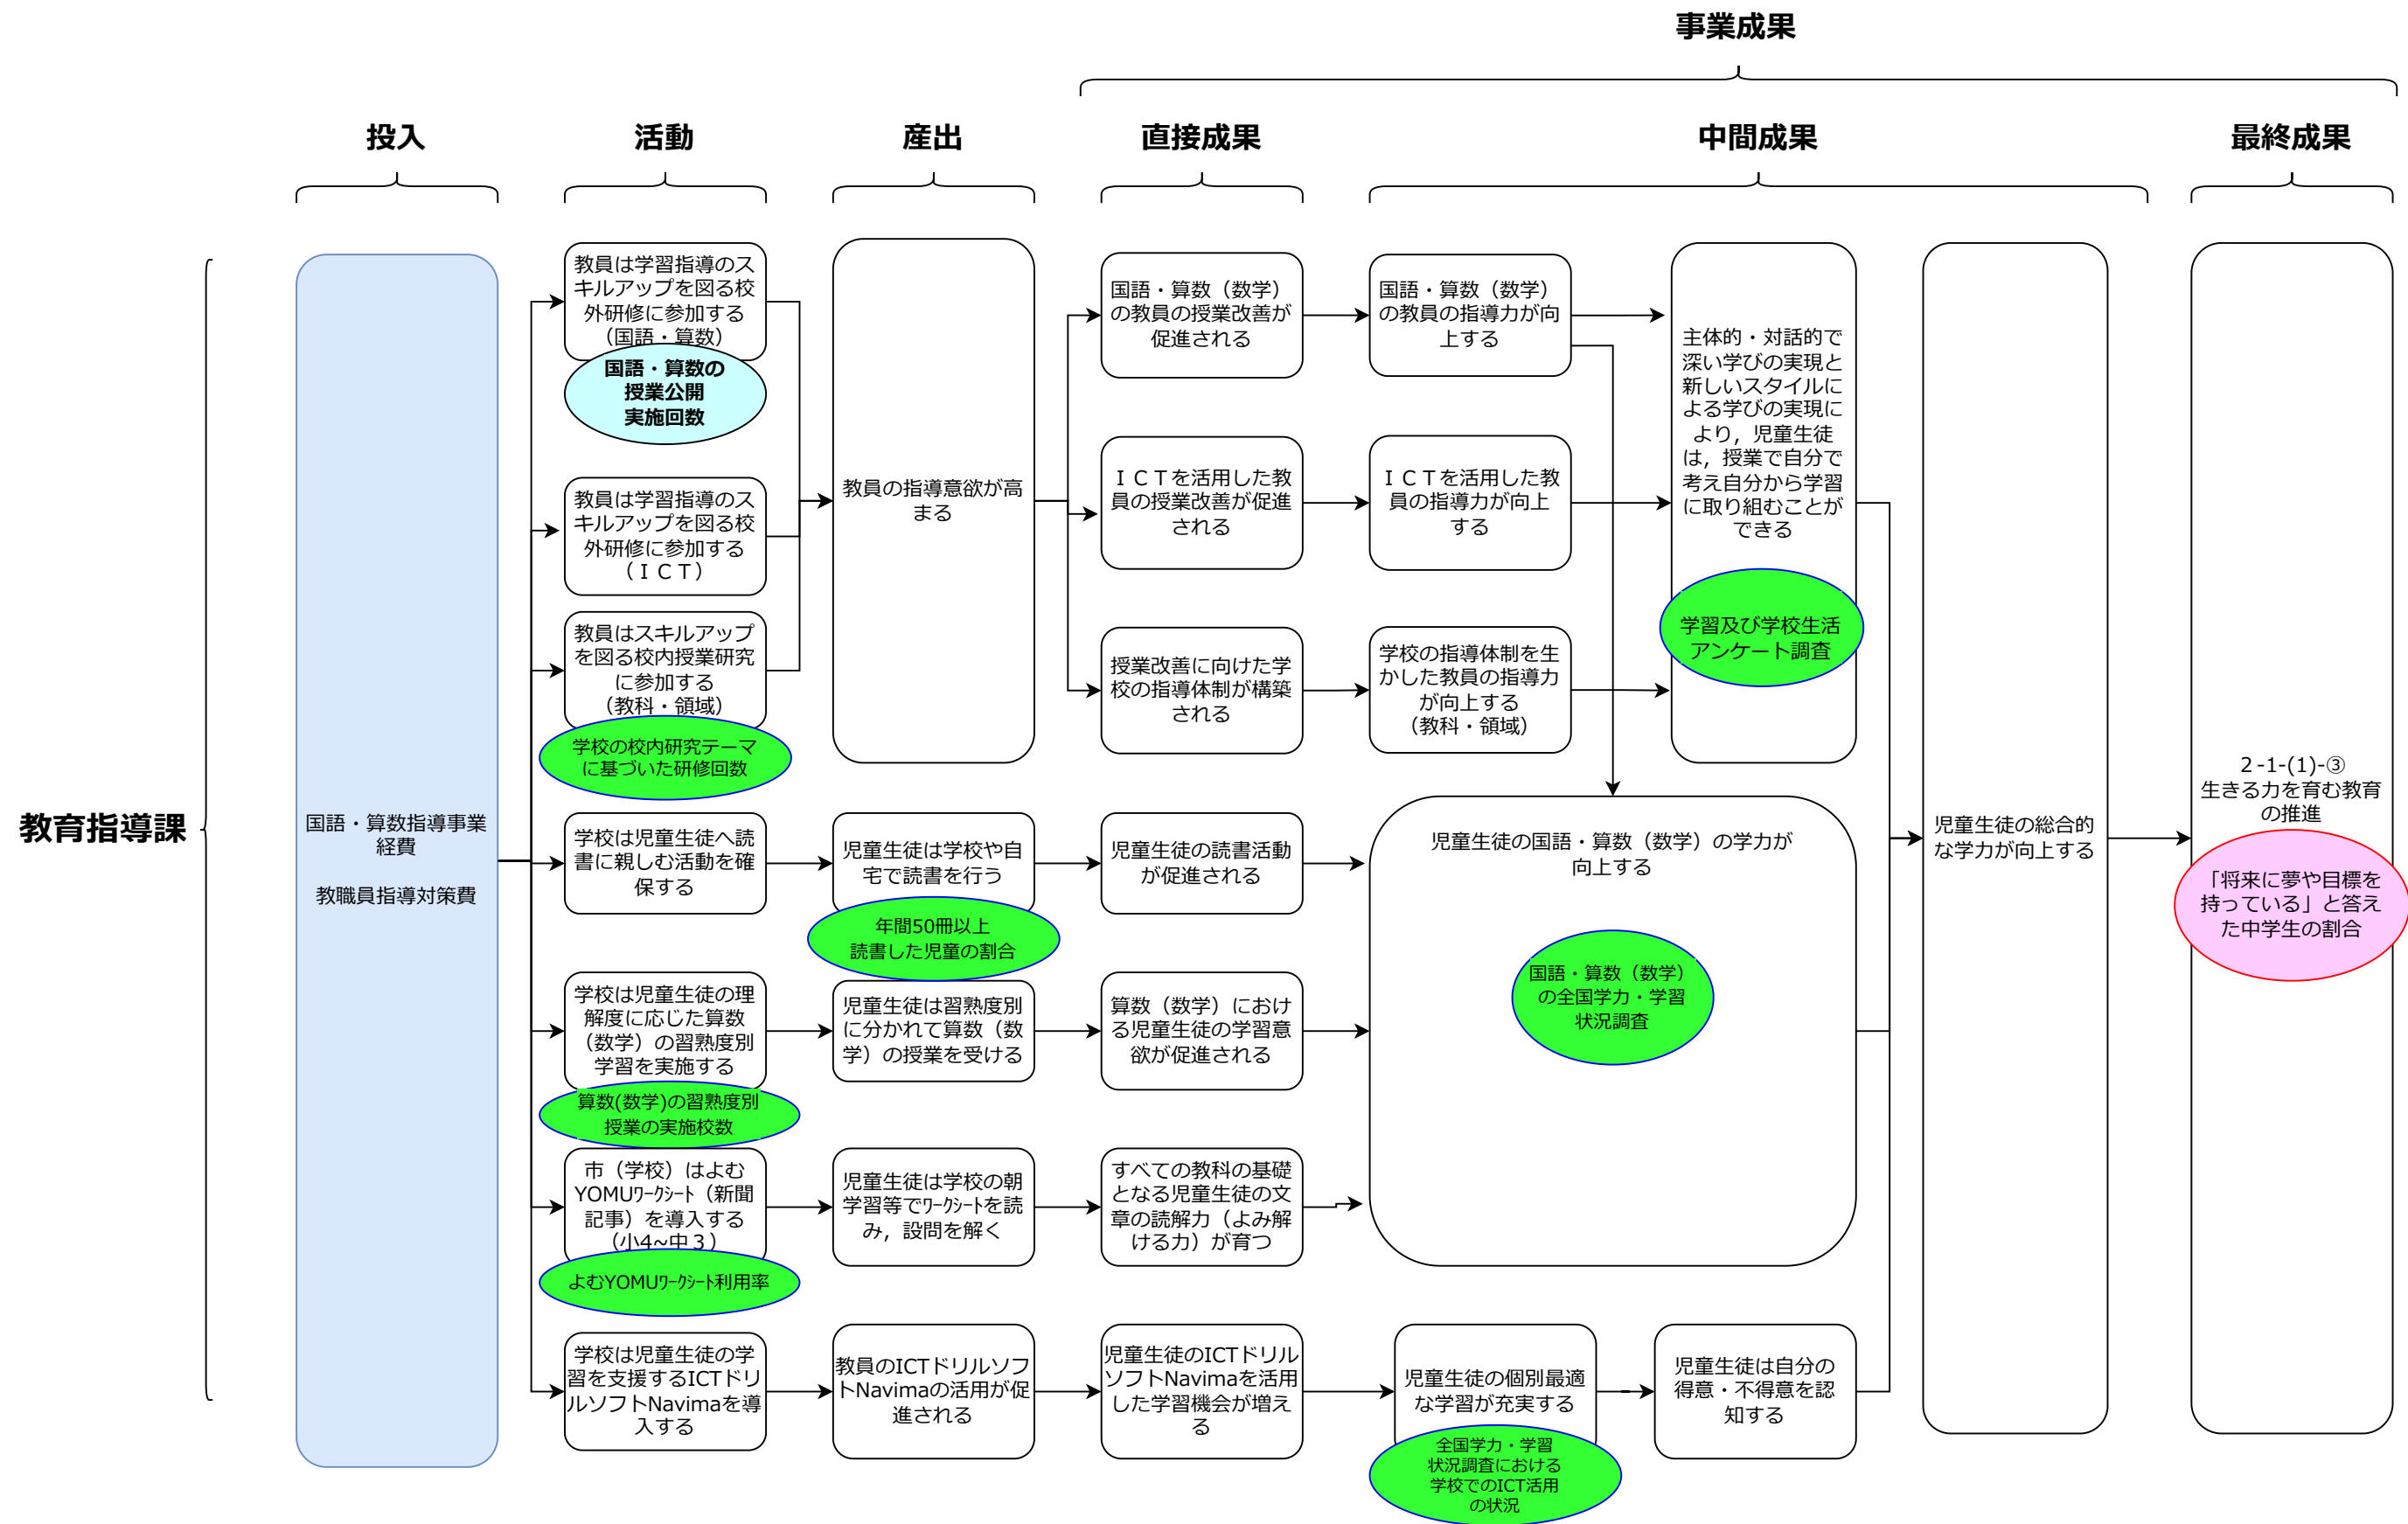 事業成果
投入
活動
産出
直接成果
中間成果
最終成果
教育指導課
国語・算数指導事業
経費
教職員指導対策費
教員は学習指導のス
キルアップを図る校
外研修に参加する
（国語・算数）
国語・算数の
授業公開
実施回数
教員は学習指導のス
キルアップを図る校
外研修に参加する
（ＩＣＴ）
教員はスキルアップ
を図る校内授業研究
に参加する
（教科・領域）
学校の校内研究テーマ
に基づいた研修回数
学校は児童生徒へ読
書に親しむ活動を確
保する
学校は児童生徒の理
解度に応じた算数
（数学）の習熟度別
学習を実施する
算数(数学)の習熟度別
授業の実施校数
市（学校）はよむ
YOMUﾜｰｸｼｰﾄ（新聞
記事）を導入する
（小4~中３）
よむYOMUﾜｰｸｼｰﾄ利用率
学校は児童生徒の学
習を支援するICTドリ
ルソフトNavimaを導
入する
教員の指導意欲が高
まる
児童生徒は学校や自
宅で読書を行う
年間50冊以上
読書した児童の割合
児童生徒は習熟度別
に分かれて算数（数
学）の授業を受ける
児童生徒は学校の朝
学習等でﾜｰｸｼｰﾄを読
み，設問を解く
教員のICTドリルソフ
トNavimaの活用が促
進される
国語・算数（数学）
の教員の授業改善が
促進される
ＩＣＴを活用した教
員の授業改善が促進
される
授業改善に向けた学
校の指導体制が構築
される
児童生徒の読書活動
が促進される
算数（数学）におけ
る児童生徒の学習意
欲が促進される
すべての教科の基礎
となる児童生徒の文
章の読解力（よみ解
ける力）が育つ
児童生徒のICTドリル
ソフトNavimaを活用
した学習機会が増え
る
国語・算数（数学）
の教員の指導力が向
上する
ＩＣＴを活用した教
員の指導力が向上
する
学校の指導体制を生
かした教員の指導力
が向上する
（教科・領域）
主体的・対話的で
深い学びの実現と
新しいスタイルに
よる学びの実現に
より，児童生徒
は，授業で自分で
考え自分から学習
に取り組むことが
できる
学習及び学校生活
アンケート調査
児童生徒の国語・算数（数学）の学力が
向上する
国語・算数（数学）
の全国学力・学習
状況調査
児童生徒の個別最適
な学習が充実する
全国学力・学習
状況調査における
学校でのICT活用
の状況
児童生徒は自分の
得意・不得意を認
知する
児童生徒の総合的
な学力が向上する
２-1-(1)-③
生きる力を育む教育
の推進
「将来に夢や目標を
持っている」と答え
た中学生の割合